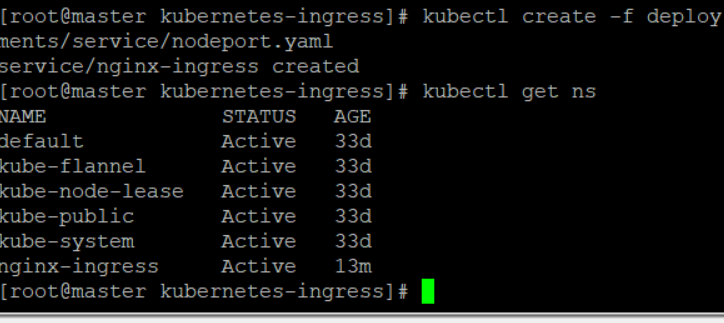 [root@master kubernetes-ingress]# kubectl create -f deploy
ments/service/nodeport.yaml
service/nginx-ingress created
[root@master kubernetes-ingress]# kubectl get ns
NAME STATUS AGE
default Active 33d
kube-flannel Active 33d
kube-node-lease Active 33d
kube-public Active 33d
kube-system Active 33d
nginx-ingress Active 13m
[root@master kubernetes-ingress]#